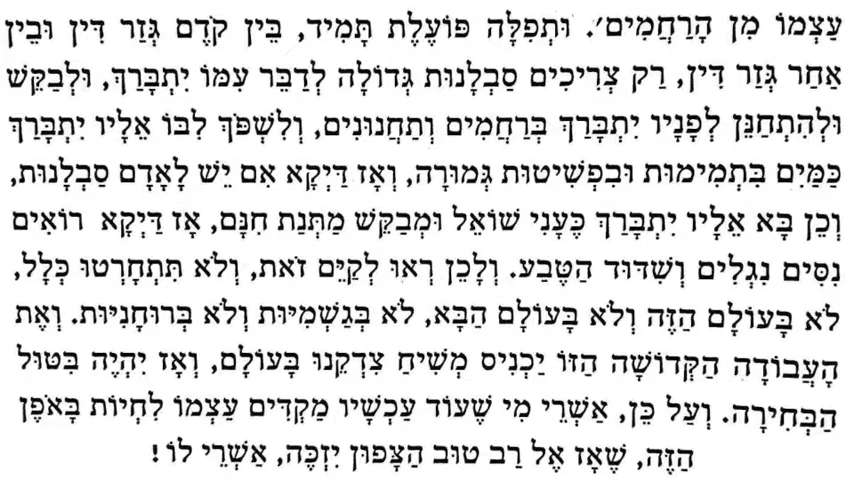 עַצְמוֹ מִן הָרַחֲמִים׳. וּתְפִלָּה פּוֹעֶלֶת תָּמִיד, בֵּין קֹדֶם גְּזַר דִּין וּבֵין
אַחַר גְּזַר דִּין, רַק צְרִיכִים סַבְלָנוּת גְּדוֹלָה לְדַבֵּר עִמּוֹ יִתְבָּרַךְ, וּלְבַקֵּשׁ
וּלְהִתְחַנֵּן לְפָנָיו יִתְבָּרַךְ בְּרַחֲמִים וְתַחֲנוּנִים, וְלִשְׁפֹּךְ לִבּוֹ אֵלָיו יִתְבָּרַךְ
כַּמַּיִם בִּתְמִימוּת וּבִפְשִׁיטוּת גְּמוּרָה, וְאָז דַּיְקָא אִם יֵשׁ לָאָדָם סַבְלָנוּת,
וְכֵן בָּא אֵלָיו יִתְבָּרַךְ כֶּעָנִי שׁוֹאֵל וּמְבַקֵּשׁ מַתְּנַת חִנָּם, אָז דַּיְקָא רוֹאִים
נִסִּים נִגְלִים וְשִׁדּוּד הַטֶּבַע. וְלָכֵן רְאוּ לְקַיֵּם זֹאת, וְלֹא תִּתְחָרְטוּ כְּלָל,
לֹא בָּעוֹלָם הַזֶּה וְלֹא בָּעוֹלָם הַבָּא, לֹא בְּגַשְׁמִיּוּת וְלֹא בְּרוּחָנִיּוּת. וְאֶת
הָעֲבוֹדָה הַקְּדוֹשָׁה הַזּוֹ יַכְנִיס מְשִׁיחַ צִדְקֵנוּ בָּעוֹלָם, וְאָז יִהְיֶה בִּטּוּל
הַבְּחִירָה. וְעַל כֵּן, אַשְׁרֵי מִי שֶׁעוֹד עַכְשָׁיו מַקְדִּים עַצְמוֹ לִחְיוֹת בָּאֹפֶן
הַזֶּה, שֶׁאָז אֶל רַב טוּב הַצָּפוּן יִזְכֶּה, אַשְׁרֵי לוֹ!